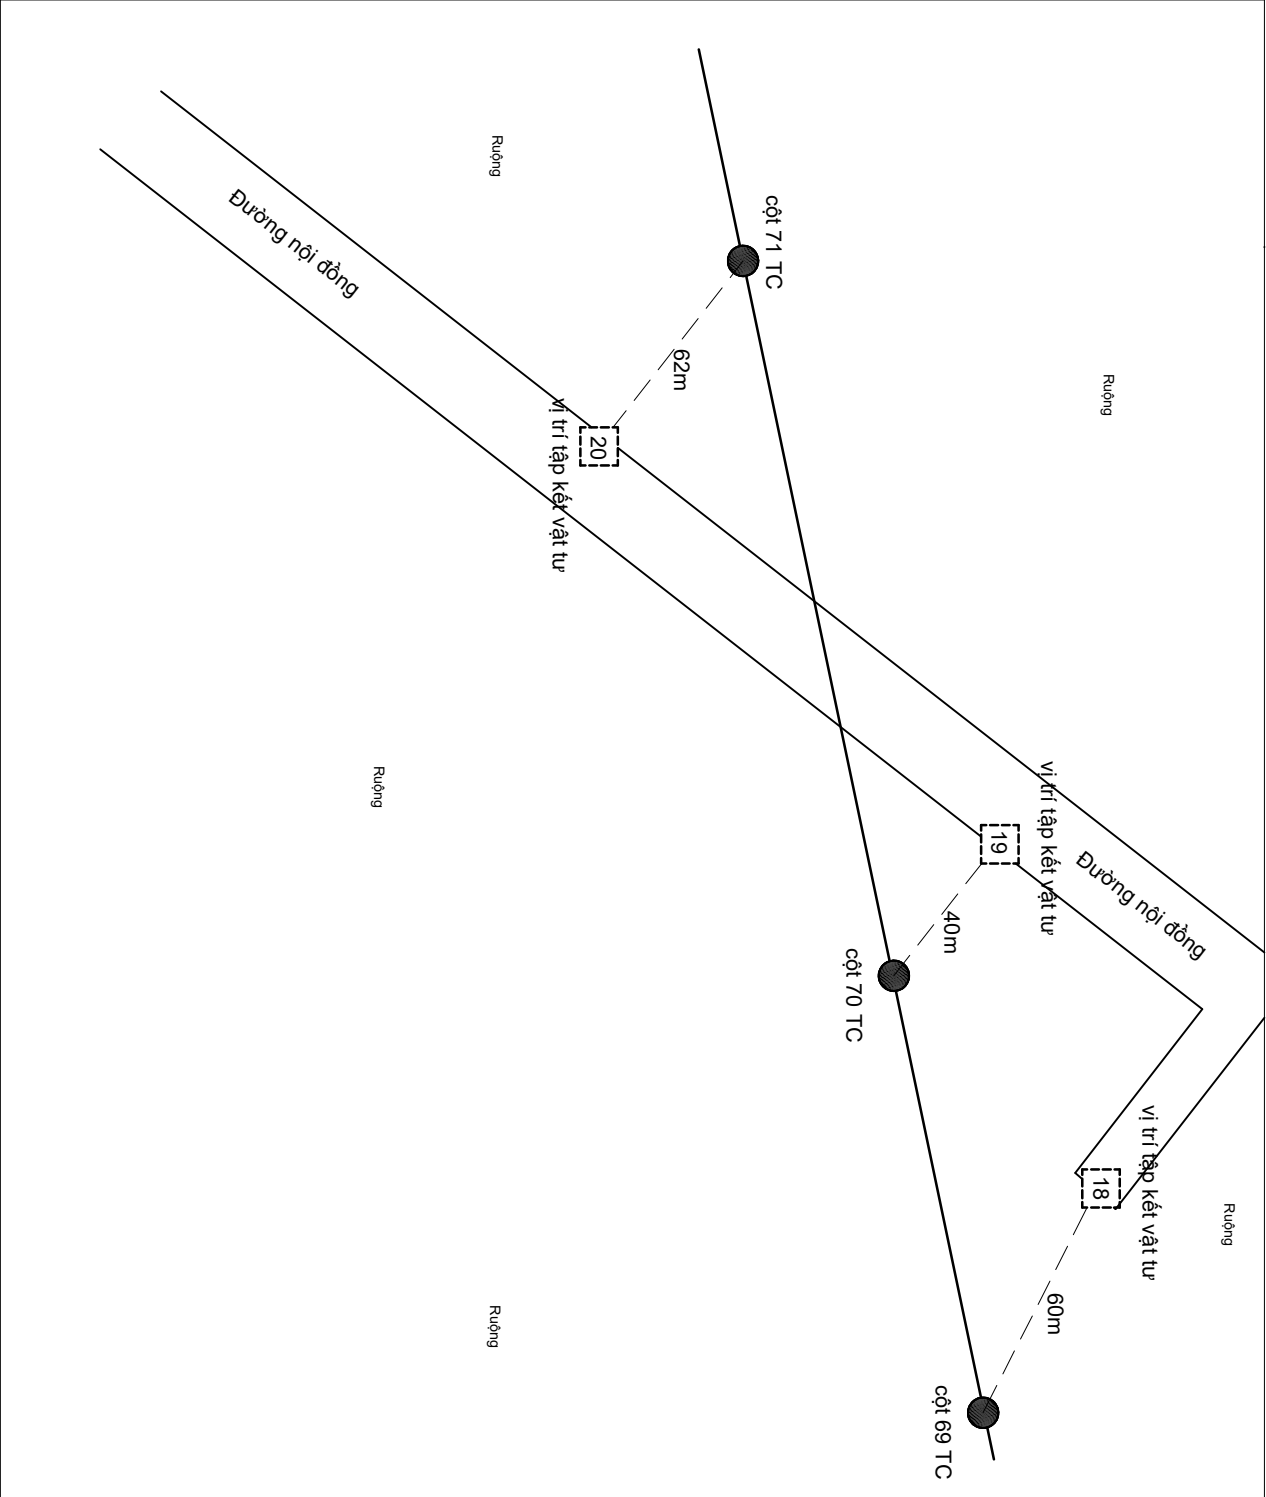 Ruộng
vị trí tập kết vật tư
18
60m
cột 69 TC
Ruộng
Đường nội đồng
vị trí tập kết vật tư
19
40m
cột 70 TC
cột 71 TC
62m
20
vị trí tập kết vật tư
Ruộng
Đường nội đồng
Ruộng
Ruộng